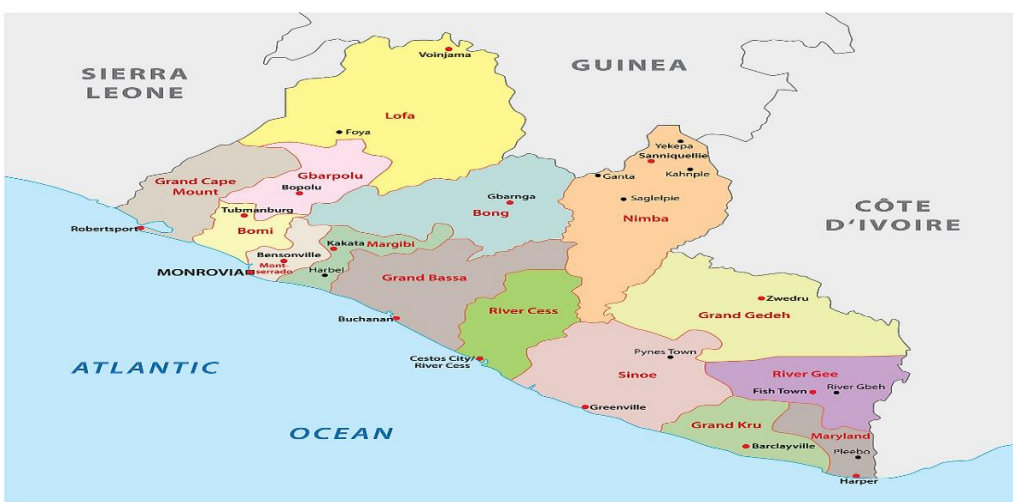 Voinjama
SIERRA
LEONE
GUINEA
Lofa
Foya
Yekepa
Sanniquellie
Gbarpolu
Ganta
Kahnple
Grand Cape
Mount
Bopolu
Gbarnga
Saglelpie
Tubmanburg
Bong
Nimba
CÔTE
D'IVOIRE
Robertsport
Bomi
Kakata
Margibi
Bensonville
Mont-
serrado
MONROVIA
Harbel
Grand Bassa
Zwedru
River Cess
Grand Gedeh
Buchanan
Pynes Town
Cestos City/
River Cess
ATLANTIC
Sinoe
River Gee
Fish Town
River Gbeh
Greenville
OCEAN
Grand Kru
Maryland
Barclayville
Pleebo
Harper